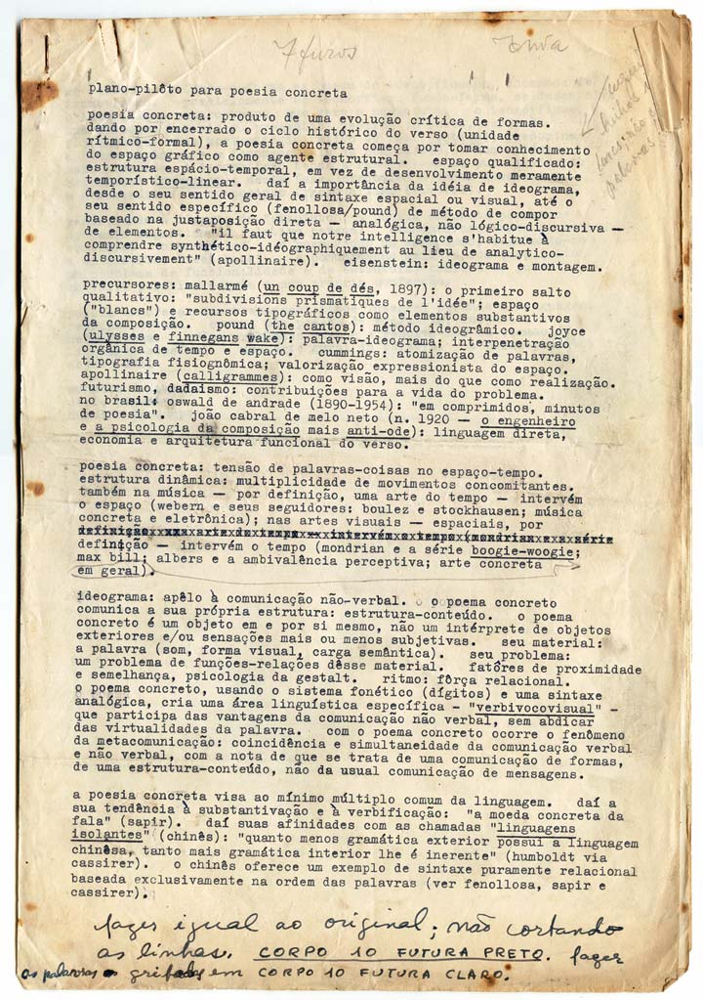 7 furos
plano-pilôto para poesia concreta
poesia concreta: produto de uma evolução crítica de formas.
dando por encerrado o ciclo histórico do verso (unidade
rítmico-formal), a poesia concreta começa por tomar conhecimento
do espaço gráfico como agente estrutural. espaço qualificado:
estrutura espácio-temporal, em vez de desenvolvimento meramente
temporístico-linear. daí a importância da idéia de ideograma,
desde o seu sentido geral de sintaxe espacial ou visual, até o
seu sentido específico (fenollosa/pound) de método de compor
baseado na justaposição direta — analógica, não lógico-discursiva —
de elementos. "il faut que notre intelligence s'habitue à
comprendre synthético-idéographiquement au lieu de analytico-
discursivement" (apollinaire). eisenstein: ideograma e montagem.
precursores: mallarmé (un coup de dés, 1897): o primeiro salto
qualitativo: "subdivisions prismatiques de l'idée"; espaço
("blancs") e recursos tipográficos como elementos substantivos
da composição. pound (the cantos): método ideogrâmico. joyce
(ulysses e finnegans wake): palavra-ideograma; interpenetração
orgânica de tempo e espaço. cummings: atomização de palavras,
tipografia fisiognômica; valorização expressionista do espaço.
apollinaire (calligrammes): como visão, mais do que como realização.
futurismo, dadaismo: contribuições para a vida do problema.
no brasil: oswald de andrade (1890-1954): "em comprimidos, minutos
de poesia". joão cabral de melo neto (n. 1920 — o engenheiro
e a psicologia da composição mais anti-ode): linguagem direta,
economia e arquitetura funcional do verso.
poesia concreta: tensão de palavras-coisas no espaço-tempo.
estrutura dinâmica: multiplicidade de movimentos concomitantes.
também na música — por definição, uma arte do tempo — intervém
o espaço (webern e seus seguidores: boulez e stockhausen; música
concreta e eletrônica); nas artes visuais — espaciais, por
definição — intervém o tempo (mondrian e a série boogie-woogie;
max bill; albers e a ambivalência perceptiva; arte concreta
em geral).
ideograma: apêlo à comunicação não-verbal. o poema concreto
comunica a sua própria estrutura: estrutura-conteúdo. o poema
concreto é um objeto em e por si mesmo, não um intérprete de objetos
exteriores e/ou sensações mais ou menos subjetivas. seu material:
a palavra (som, forma visual, carga semântica). seu problema:
um problema de funções-relações dêsse material. fatôres de proximidade
e semelhança, psicologia da gestalt. ritmo: fôrça relacional.
o poema concreto, usando o sistema fonético (dígitos) e uma sintaxe
analógica, cria uma área linguística específica - "verbivocovisual" -
que participa das vantagens da comunicação não verbal, sem abdicar
das virtualidades da palavra. com o poema concreto ocorre o fenômeno
da metacomunicação: coincidência e simultaneidade da comunicação verbal
e não verbal, com a nota de que se trata de uma comunicação de formas,
de uma estrutura-conteúdo, não da usual comunicação de mensagens.
a poesia concreta visa ao mínimo múltiplo comum da linguagem. daí a
sua tendência à substantivação e à verbificação: "a moeda concreta da
fala" (sapir). daí suas afinidades com as chamadas "linguagens
isolantes" (chinês): "quanto menos gramática exterior possui a linguagem
chinêsa, tanto mais gramática interior lhe é inerente" (humboldt via
cassirer). o chinês oferece um exemplo de sintaxe puramente relacional
baseada exclusivamente na ordem das palavras (ver fenollosa, sapir e
cassirer).
fazer igual ao original; não cortando
as linhas. CORPO 10 FUTURA PRETO. fazer
as palavras grifadas em CORPO 10 FUTURA CLARO.